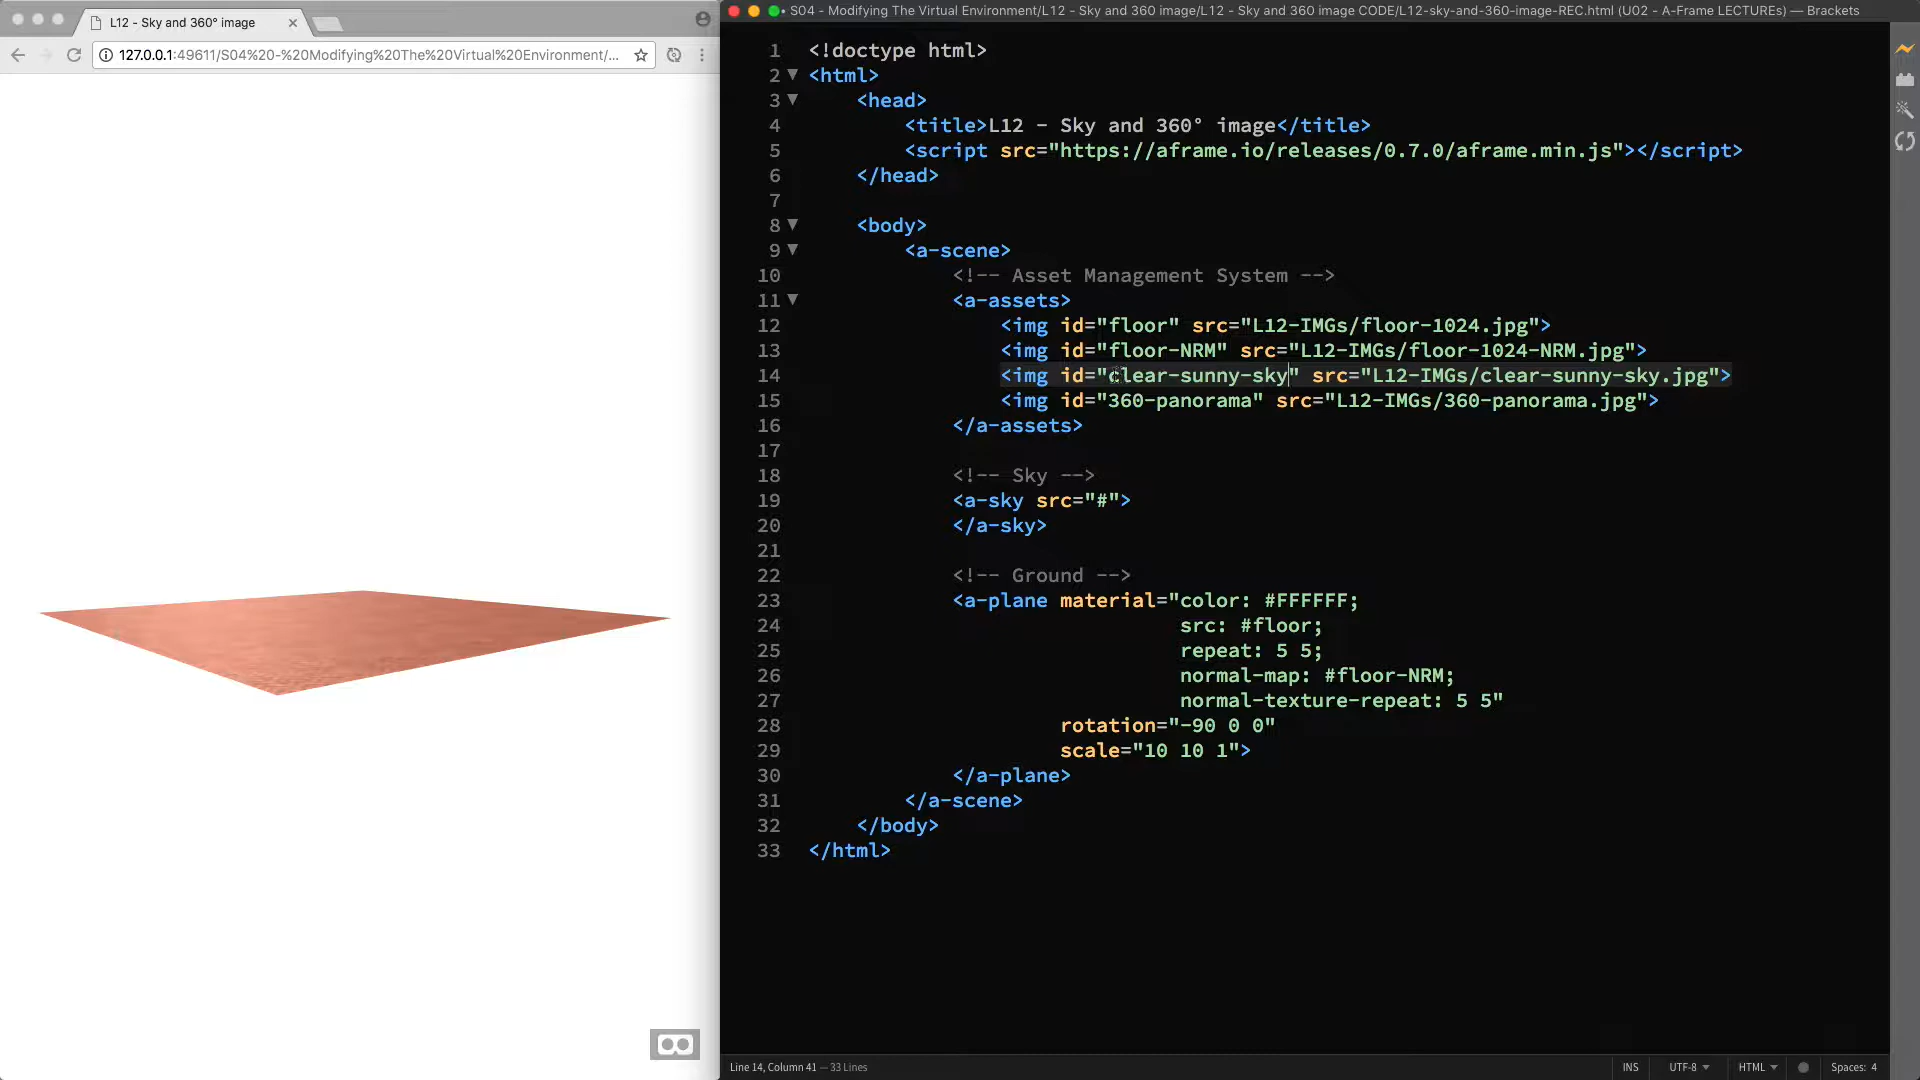 L12 - Sky and 360° image
127.0.0.1:49611/S04%20-%20Modifying%20The%20Virtual%20Environment/...
• S04 - Modifying The Virtual Environment/L12 - Sky and 360 image/L12 - Sky and 360 image CODE/L12-sky-and-360-image-REC.html (U02 - A-Frame LECTUREs) — Brackets
1 <!doctype html>
2 <html>
3 <head>
4 <title>L12 - Sky and 360° image</title>
5 <script src="https://aframe.io/releases/0.7.0/aframe.min.js"></script>
6 </head>
7
8 <body>
9 <a-scene>
10 <!-- Asset Management System -->
11 <a-assets>
12 <img id="floor" src="L12-IMGs/floor-1024.jpg">
13 <img id="floor-NRM" src="L12-IMGs/floor-1024-NRM.jpg">
14 <img id="clear-sunny-sky" src="L12-IMGs/clear-sunny-sky.jpg">
15 <img id="360-panorama" src="L12-IMGs/360-panorama.jpg">
16 </a-assets>
17
18 <!-- Sky -->
19 <a-sky src="#">
20 </a-sky>
21
22 <!-- Ground -->
23 <a-plane material="color: #FFFFFF;
24 src: #floor;
25 repeat: 5 5;
26 normal-map: #floor-NRM;
27 normal-texture-repeat: 5 5"
28 rotation="-90 0 0"
29 scale="10 10 1">
30 </a-plane>
31 </a-scene>
32 </body>
33 </html>
Line 14, Column 41 — 33 Lines
INS
UTF-8
HTML
Spaces: 4